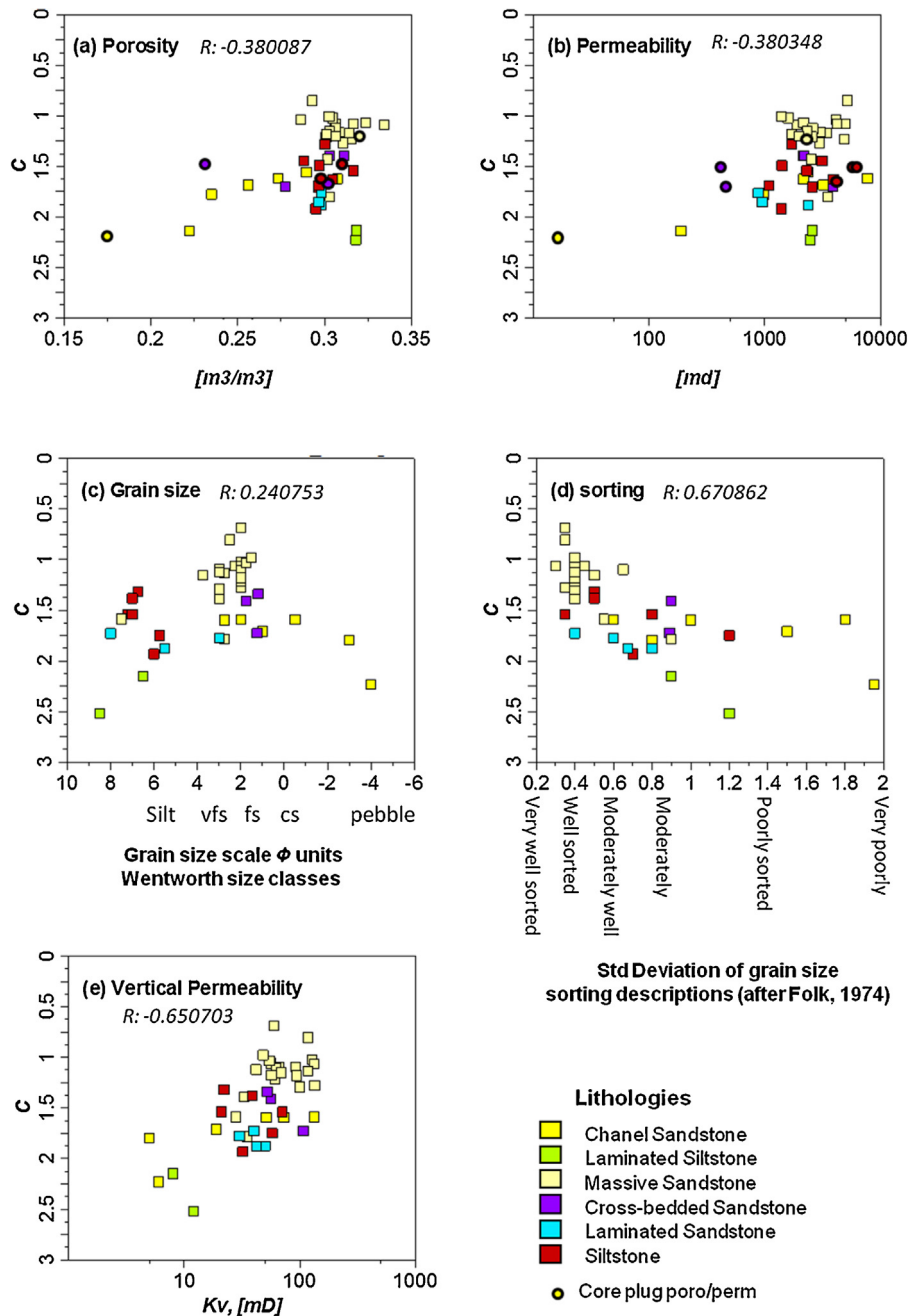 (a) Porosity R: -0.380087
0
0.5
1
1.5
2
2.5
3
C
0.15 0.2 0.25 0.3 0.35
[m3/m3]
(b) Permeability R: -0.380348
0
0.5
1
1.5
2
2.5
3
C
100 1000 10000
[md]
(c) Grain size R: 0.240753
0
0.5
1
1.5
2
2.5
3
C
10 8 6 4 2 0 -2 -4 -6
Silt vfs fs cs pebble
Grain size scale Φ units
Wentworth size classes
(d) sorting R: 0.670862
0
0.5
1
1.5
2
2.5
3
C
0.2 0.4 0.6 0.8 1 1.2 1.4 1.6 1.8 2
Very well sorted
Well sorted
Moderately well
Moderately
Poorly sorted
Very poorly
Std Deviation of grain size
sorting descriptions (after Folk, 1974)
(e) Vertical Permeability
R: -0.650703
0
0.5
1
1.5
2
2.5
3
C
10 100 1000
Kv, [mD]
Lithologies
Chanel Sandstone
Laminated Siltstone
Massive Sandstone
Cross-bedded Sandstone
Laminated Sandstone
Siltstone
Core plug poro/perm